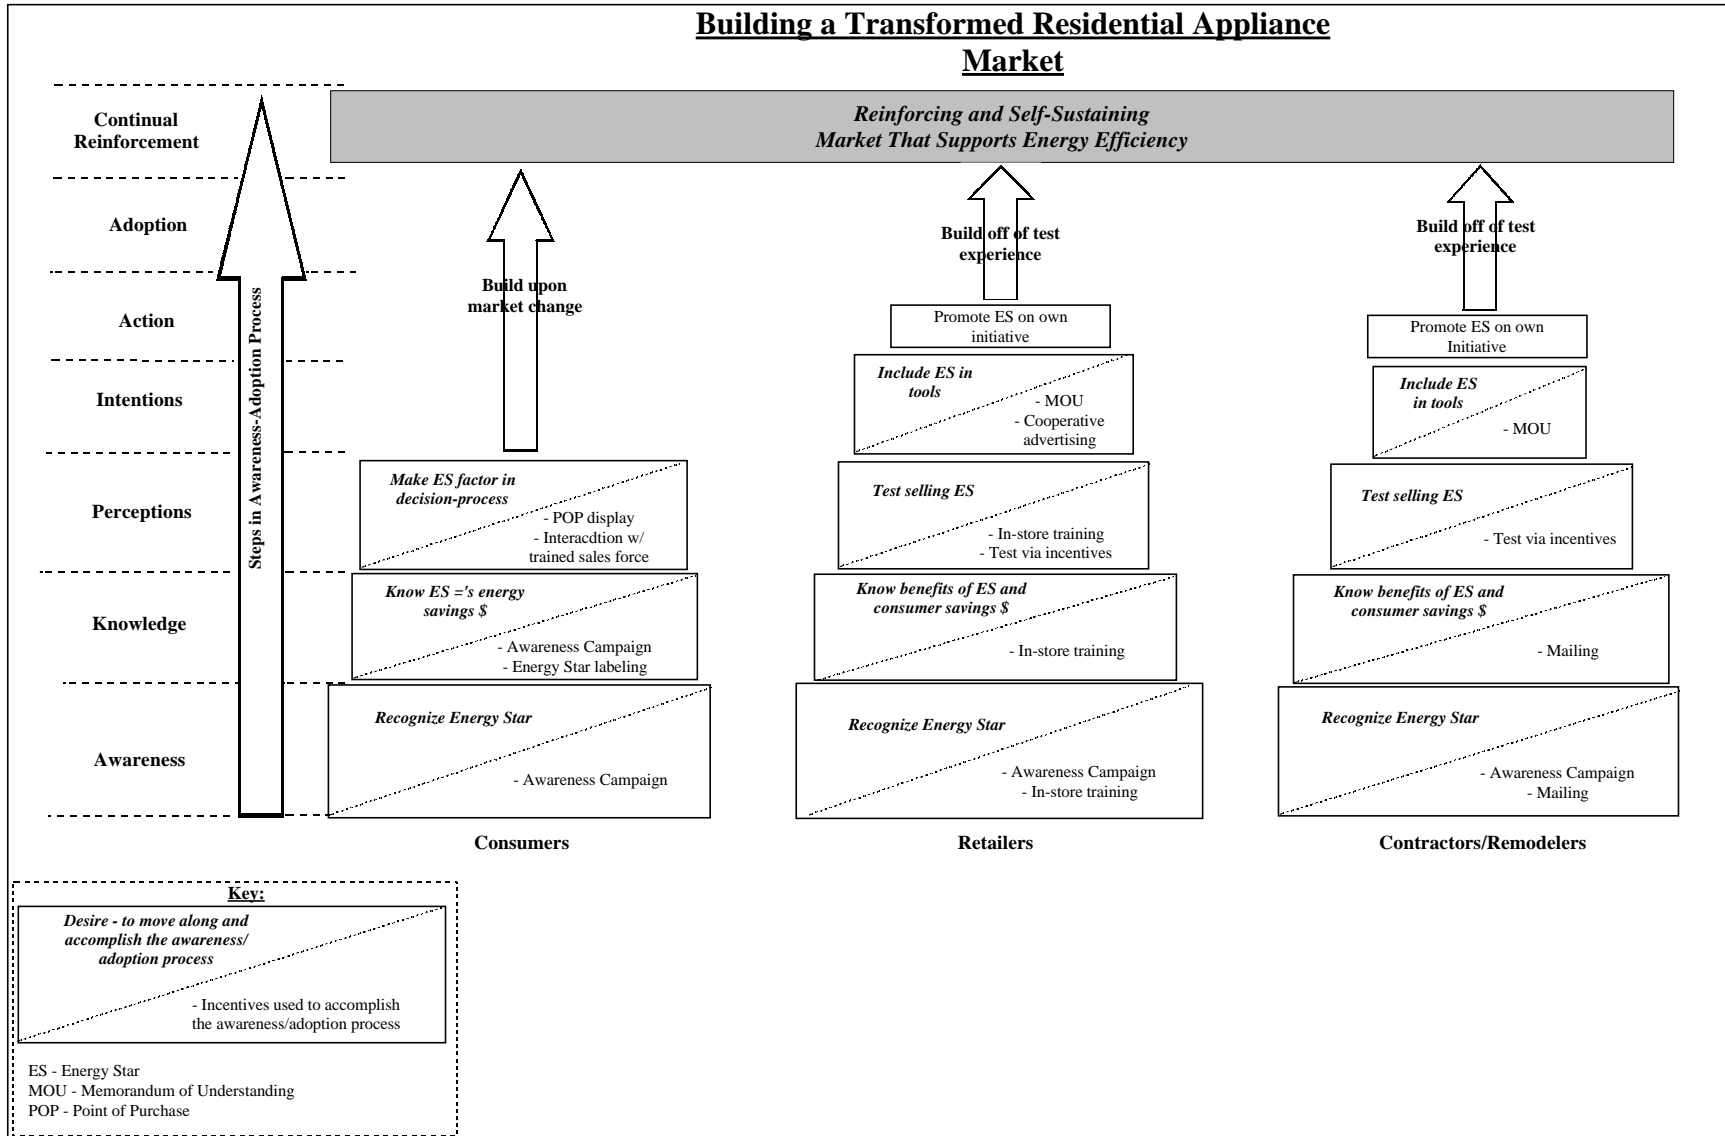 Building a Transformed Residential Appliance
Market
Continual
Reinforcement
Adoption
Action
Intentions
Perceptions
Knowledge
Awareness
Steps in Awareness-Adoption Process
Reinforcing and Self-Sustaining
Market That Supports Energy Efficiency
Build upon
market change
Make ES factor in
decision-process
- POP display
- Interacdtion w/
trained sales force
Know ES ='s energy
savings $
- Awareness Campaign
- Energy Star labeling
Recognize Energy Star
- Awareness Campaign
Consumers
Build off of test
experience
Promote ES on own
initiative
Include ES in
tools
- MOU
- Cooperative
advertising
Test selling ES
- In-store training
- Test via incentives
Know benefits of ES and
consumer savings $
- In-store training
Recognize Energy Star
- Awareness Campaign
- In-store training
Retailers
Build off of test
experience
Promote ES on own
Initiative
Include ES
in tools
- MOU
Test selling ES
- Test via incentives
Know benefits of ES and
consumer savings $
- Mailing
Recognize Energy Star
- Awareness Campaign
- Mailing
Contractors/Remodelers
Key:
Desire - to move along and
accomplish the awareness/
adoption process
- Incentives used to accomplish
the awareness/adoption process
ES - Energy Star
MOU - Memorandum of Understanding
POP - Point of Purchase